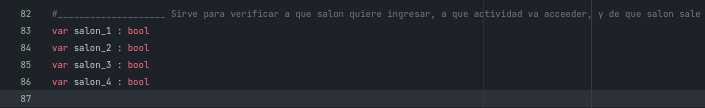 82 #____________________ Sirve para verificar a que salon quiere ingresar, a que actividad va acceeder, y de que salon sale
83 var salon_1 : bool
84 var salon_2 : bool
85 var salon_3 : bool
86 var salon_4 : bool
87